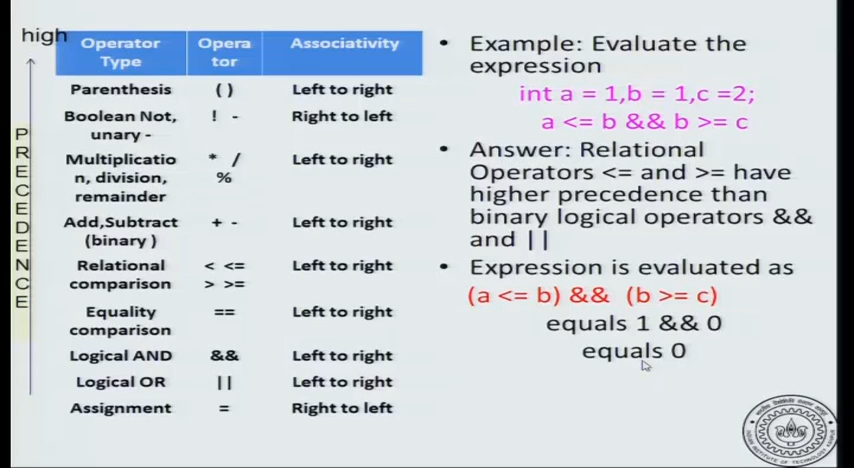 high
PRECEDENCE
Operator Type Opera tor Associativity
Parenthesis ( ) Left to right
Boolean Not, unary - ! - Right to left
Multiplicatio n, division, remainder * / % Left to right
Add,Subtract (binary ) + - Left to right
Relational comparison < <= > >= Left to right
Equality comparison == Left to right
Logical AND && Left to right
Logical OR || Left to right
Assignment = Right to left
• Example: Evaluate the
expression
int a = 1,b = 1,c =2;
a <= b && b >= c
• Answer: Relational
Operators <= and >= have
higher precedence than
binary logical operators &&
and ||
• Expression is evaluated as
(a <= b) && (b >= c)
equals 1 && 0
equals 0